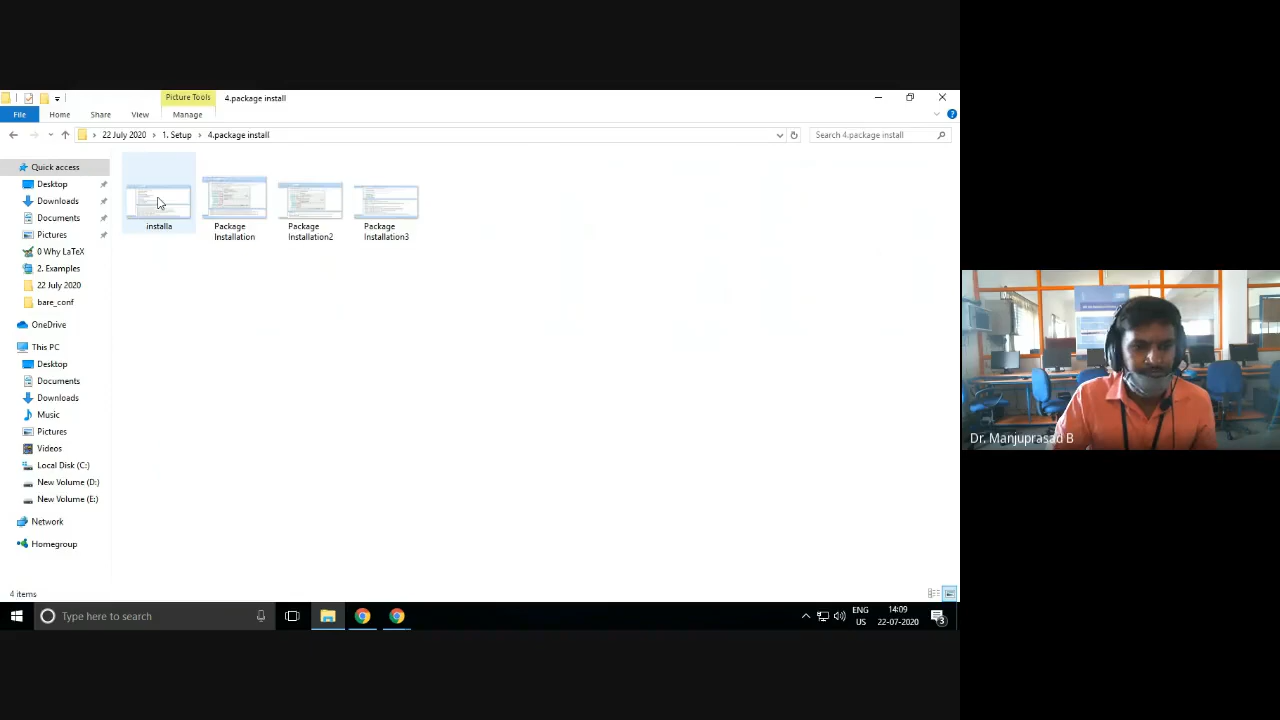 Picture Tools
4.package install
File
Home
Share
View
Manage
22 July 2020
1. Setup
4.package install
Search 4.package install
Quick access
Desktop
Downloads
Documents
Pictures
0 Why LaTeX
2. Examples
22 July 2020
bare_conf
OneDrive
This PC
Desktop
Documents
Downloads
Music
Pictures
Videos
Local Disk (C:)
New Volume (D:)
New Volume (E:)
Network
Homegroup
installa
Package
Installation
Package
Installation2
Package
Installation3
4 items
Type here to search
ENG
US
14:09
22-07-2020
3
Dr. Manjuprasad B